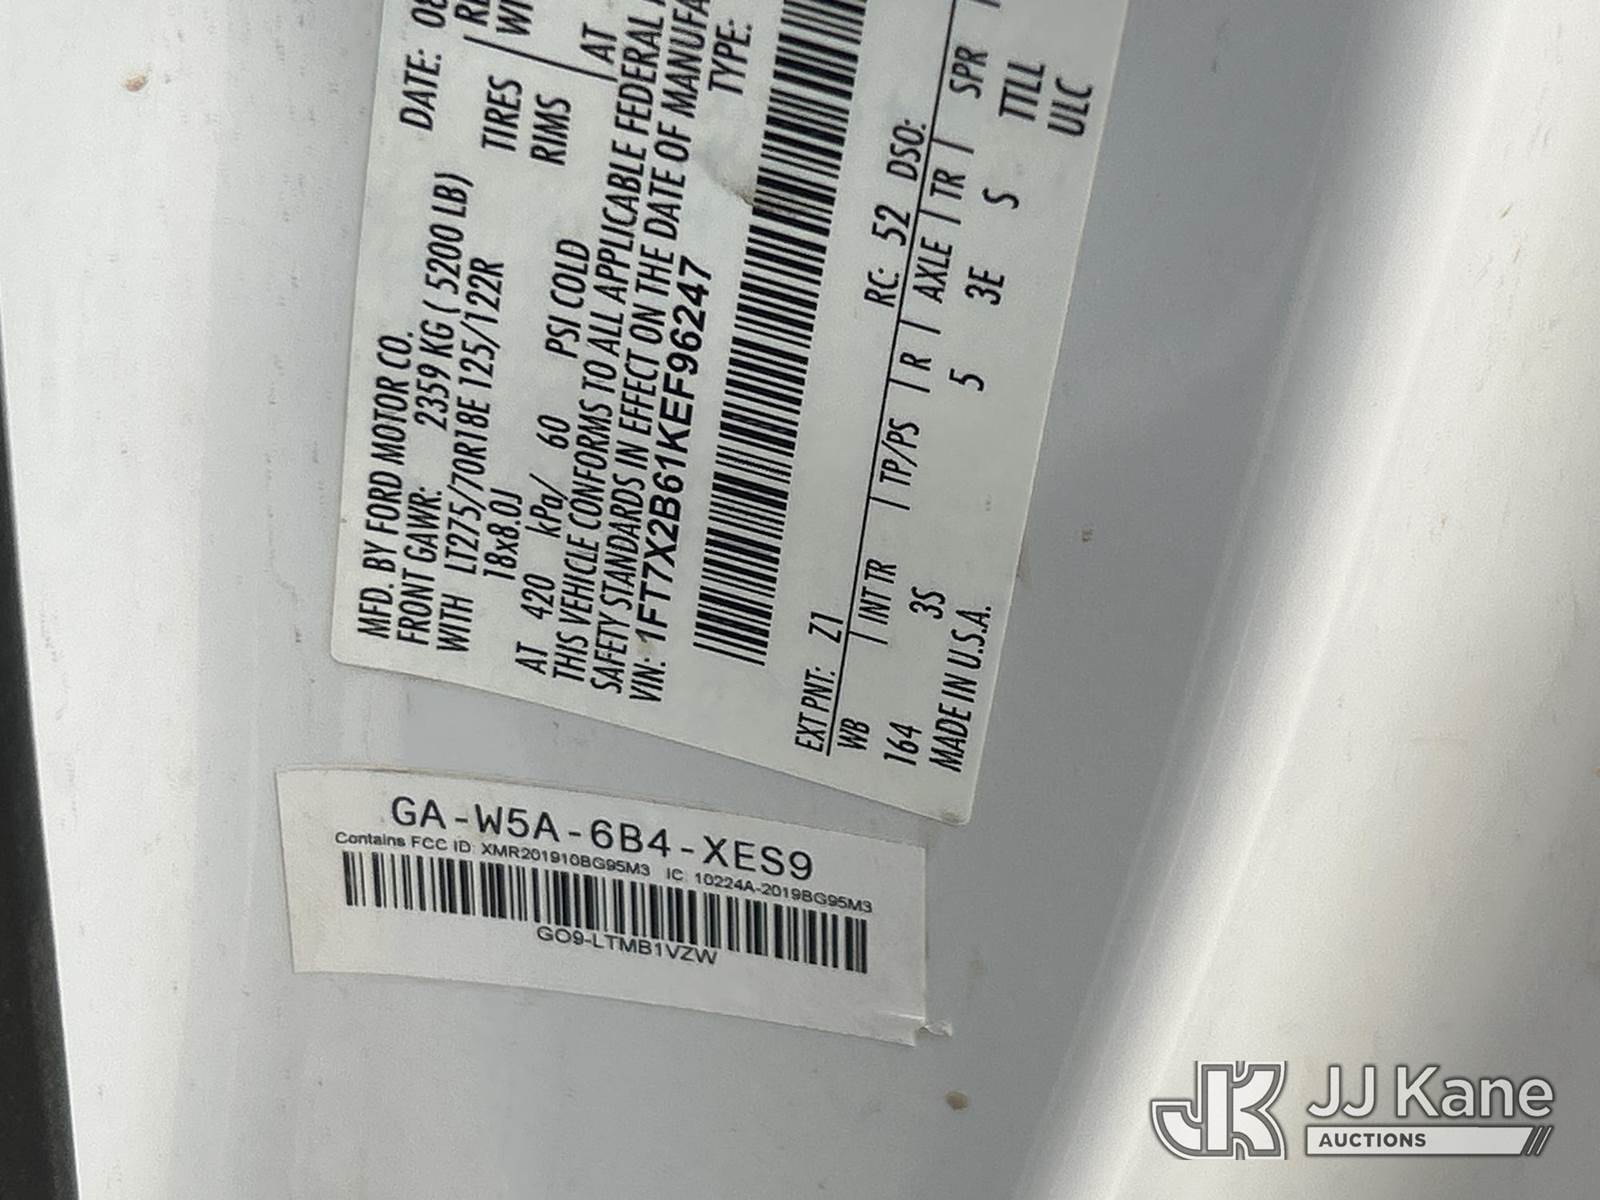 MFD. BY FORD MOTOR CO.
DATE: 08
FRONT GAWR: 2359 KG ( 5200 LB)
WITH LT275/70R18E 125/122R TIRES
18x8.0J RIMS
AT 420 kPa/ 60 PSI COLD AT
THIS VEHICLE CONFORMS TO ALL APPLICABLE FEDERAL
SAFETY STANDARDS IN EFFECT ON THE DATE OF MANUFA
VIN: 1FT7X2B61KEF96247 TYPE:
EXT PNT: Z1 RC: 52 DSO:
WB | INT TR | TP/PS | R | AXLE | TR | SPR
164 3S 5 3E S TTLL
MADE IN U.S.A. ULC
GA-W5A-6B4-XES9
Contains FCC ID: XMR201910BG95M3 IC: 10224A-2019BG95M3
GO9-LTMB1VZW
JK JJ Kane
AUCTIONS